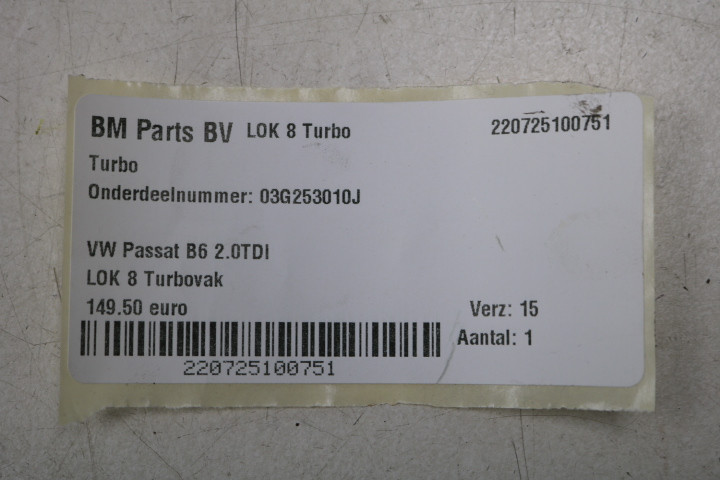 BM Parts BV LOK 8 Turbo 220725100751
Turbo
Onderdeelnummer: 03G253010J
VW Passat B6 2.0TDI
LOK 8 Turbovak
149.50 euro Verz: 15
Aantal: 1
220725100751